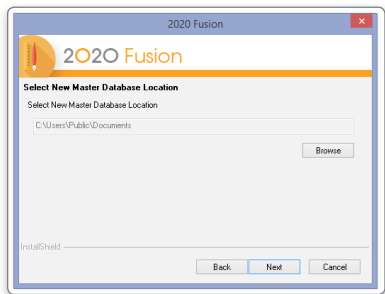 2020 Fusion
2020 Fusion
Select New Master Database Location
Select New Master Database Location
C:\Users\Public\Documents
Browse
InstallShield
Back Next Cancel